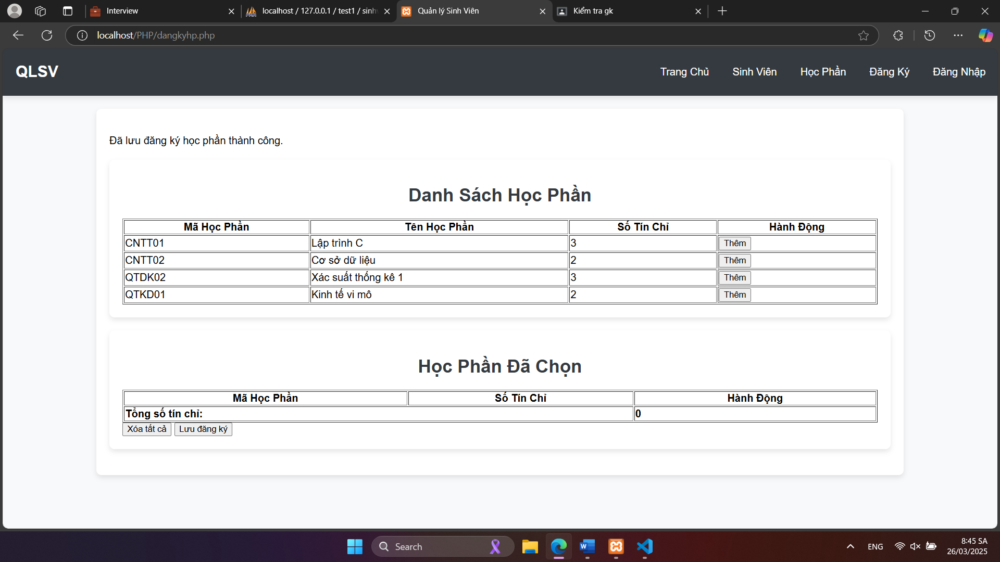 Interview
localhost / 127.0.0.1 / test1 / sinh
Quản lý Sinh Viên
Kiểm tra gk
localhost/PHP/dangkyhp.php
QLSV
Trang Chủ
Sinh Viên
Học Phần
Đăng Ký
Đăng Nhập
Đã lưu đăng ký học phần thành công.
Danh Sách Học Phần
Mã Học Phần Tên Học Phần Số Tín Chỉ Hành Động
CNTT01 Lập trình C 3 Thêm
CNTT02 Cơ sở dữ liệu 2 Thêm
QTDK02 Xác suất thống kê 1 3 Thêm
QTKD01 Kinh tế vi mô 2 Thêm
Học Phần Đã Chọn
Mã Học Phần Số Tín Chỉ Hành Động
Tổng số tín chỉ: 0
Xóa tất cả Lưu đăng ký
Search
ENG
8:45 SA
26/03/2025